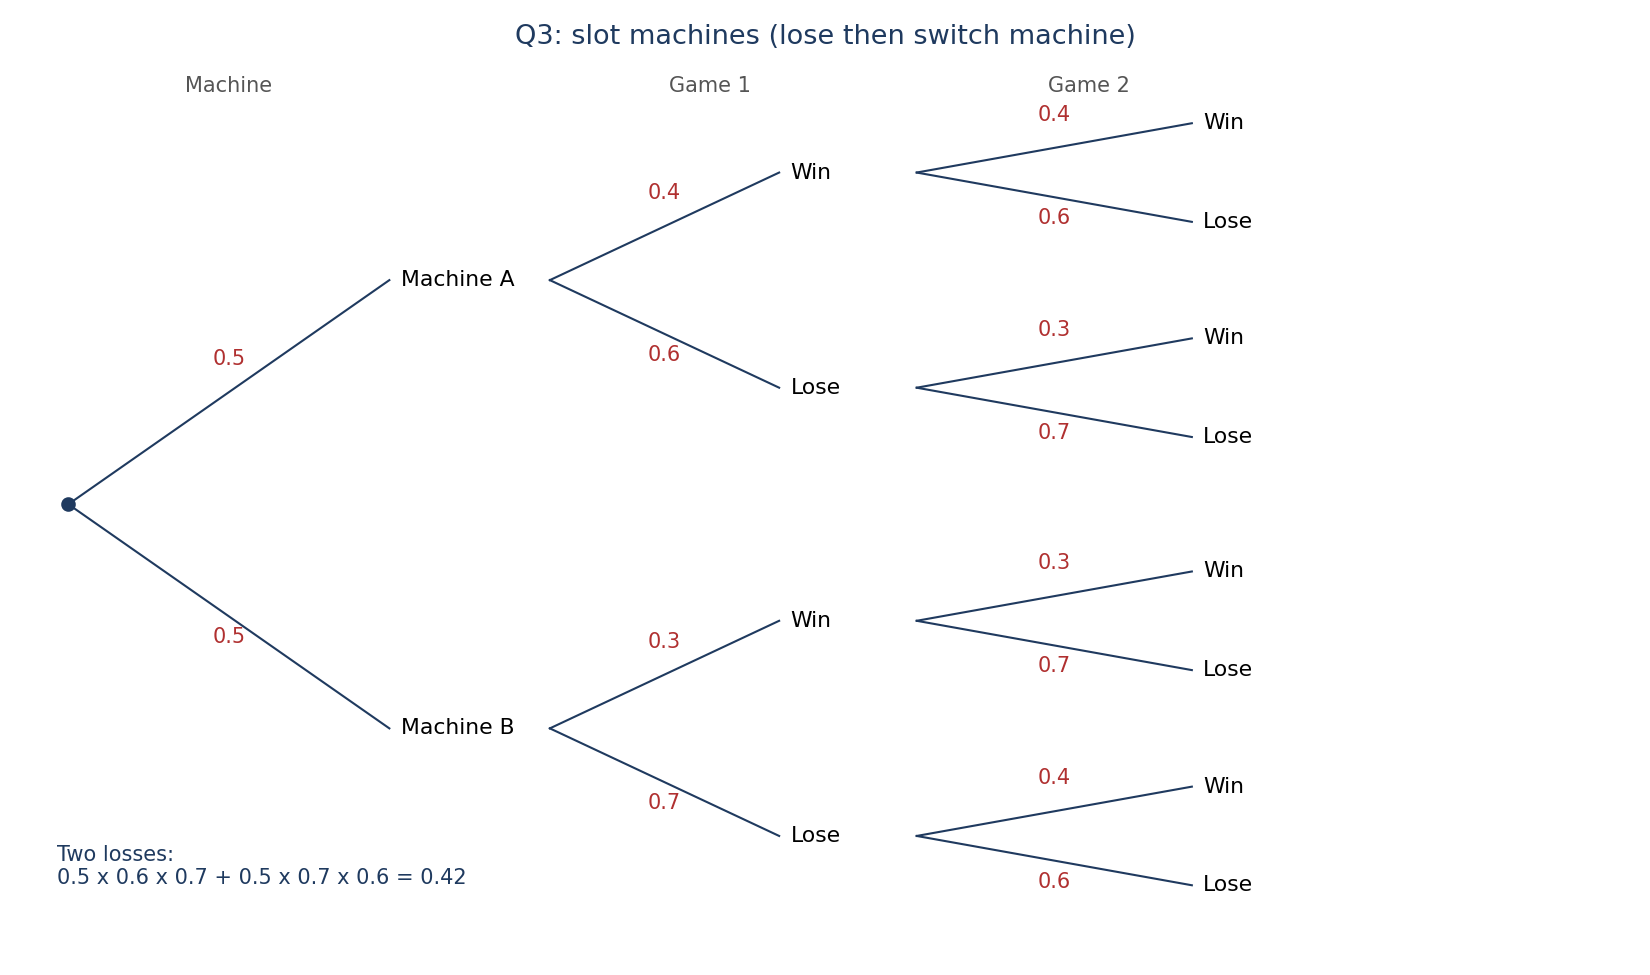 Q3: slot machines (lose then switch machine)
Machine
Game 1
Game 2
0.4
Win
Win
0.4
0.6
Lose
Machine A
0.3
Win
0.5
0.6
Lose
0.7
Lose
0.3
Win
0.5
0.3
Win
0.7
Lose
Machine B
0.4
Win
0.7
Lose
0.6
Lose
Two losses:
0.5 x 0.6 x 0.7 + 0.5 x 0.7 x 0.6 = 0.42